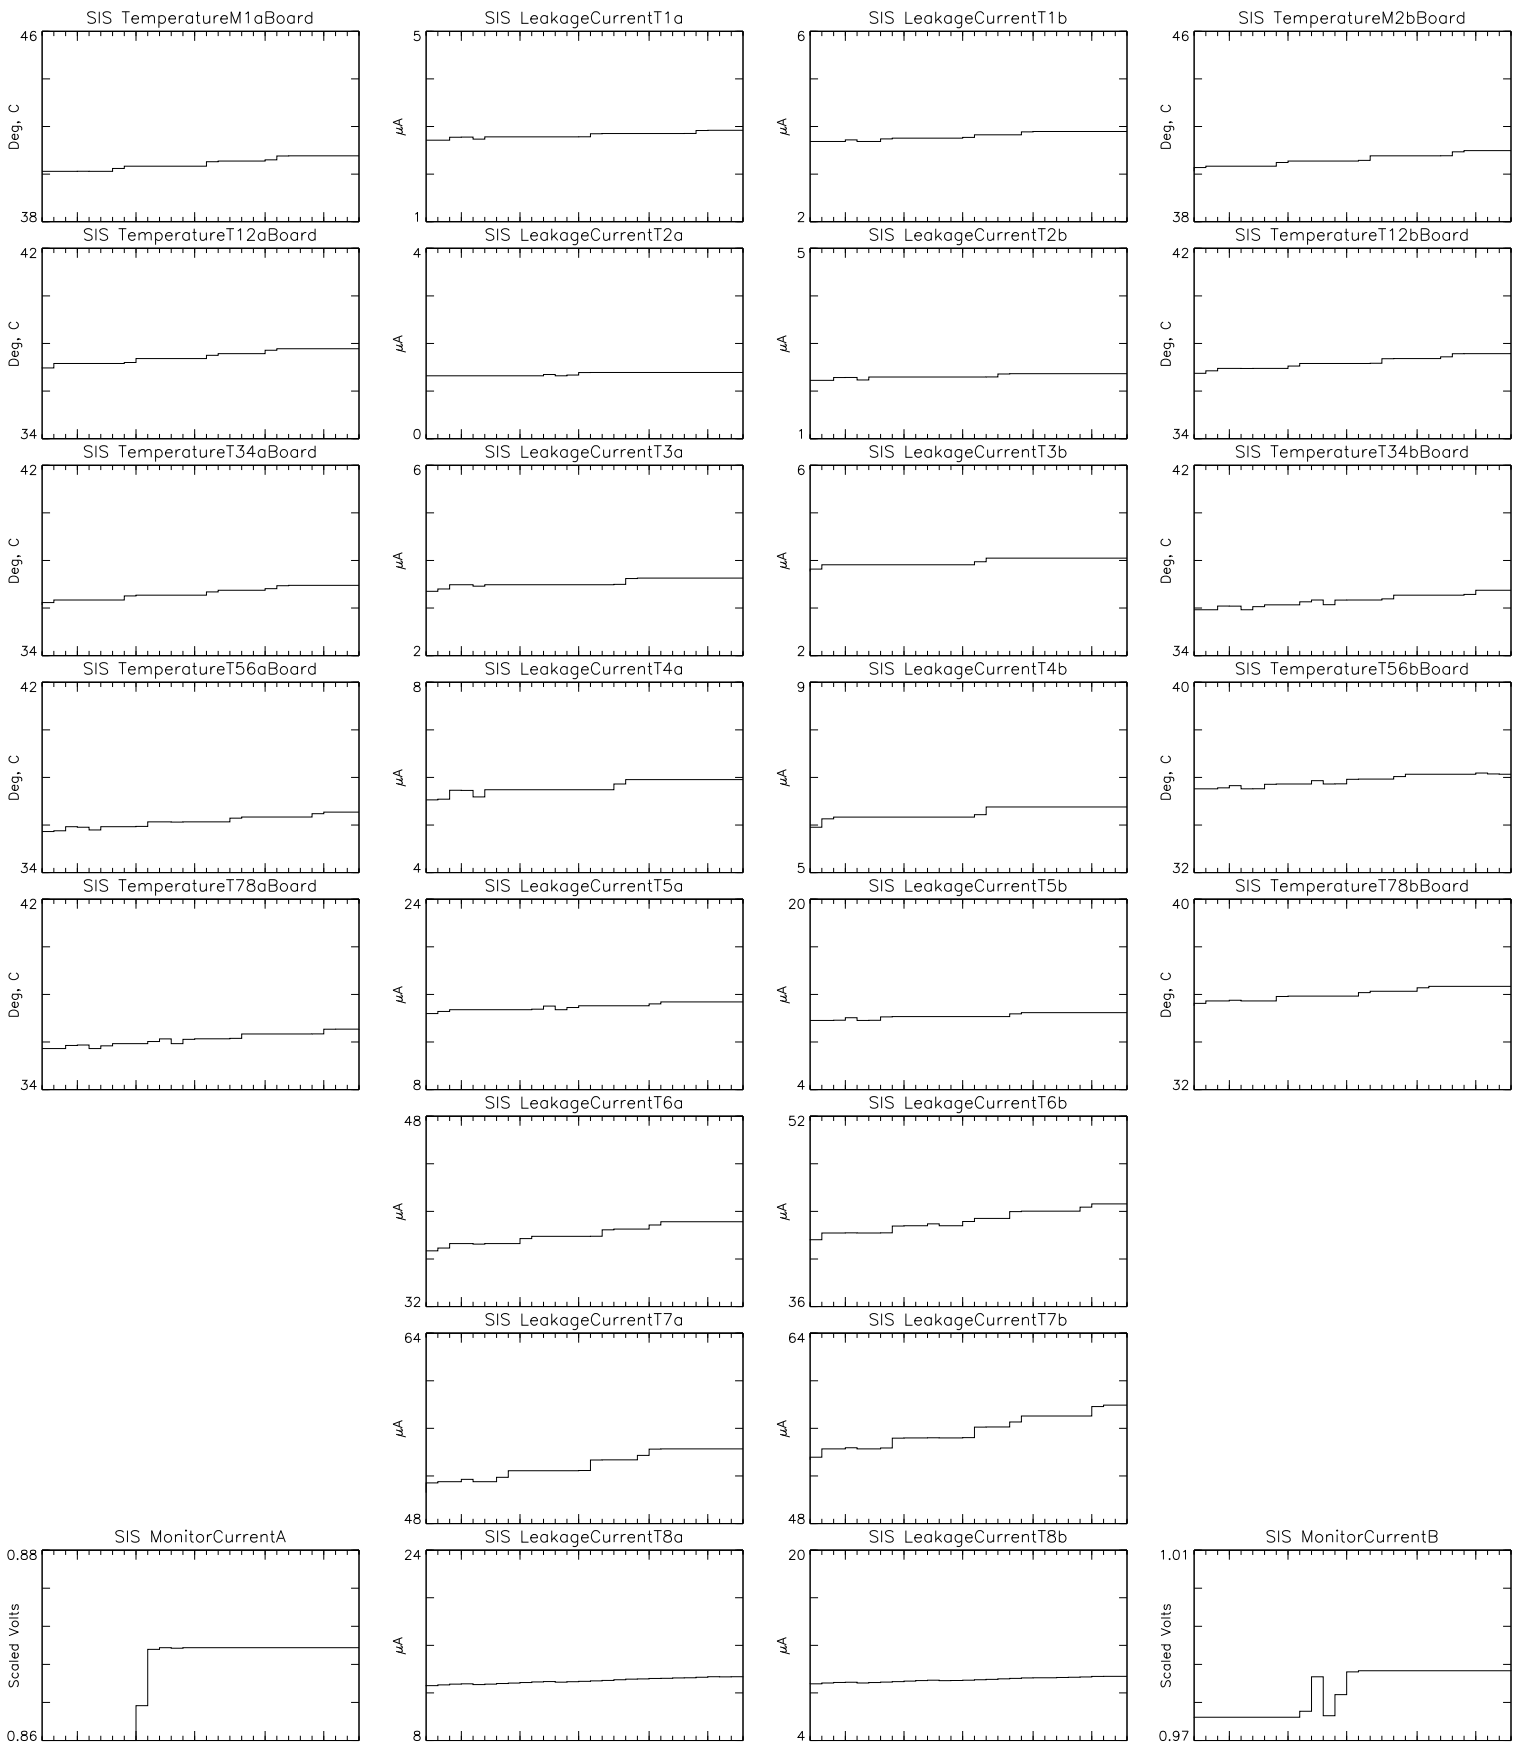 SIS TemperatureM1aBoard
46
Deg, C
38
SIS LeakageCurrentT1a
5
µA
1
SIS LeakageCurrentT1b
6
µA
2
SIS TemperatureM2bBoard
46
Deg, C
38
SIS TemperatureT12aBoard
42
Deg, C
34
SIS LeakageCurrentT2a
4
µA
0
SIS LeakageCurrentT2b
5
µA
1
SIS TemperatureT12bBoard
42
Deg, C
34
SIS TemperatureT34aBoard
42
Deg, C
34
SIS LeakageCurrentT3a
6
µA
2
SIS LeakageCurrentT3b
6
µA
2
SIS TemperatureT34bBoard
42
Deg, C
34
SIS TemperatureT56aBoard
42
Deg, C
34
SIS LeakageCurrentT4a
8
µA
4
SIS LeakageCurrentT4b
9
µA
5
SIS TemperatureT56bBoard
40
Deg, C
32
SIS TemperatureT78aBoard
42
Deg, C
34
SIS LeakageCurrentT5a
24
µA
8
SIS LeakageCurrentT5b
20
µA
4
SIS TemperatureT78bBoard
40
Deg, C
32
SIS LeakageCurrentT6a
48
µA
32
SIS LeakageCurrentT6b
52
µA
36
SIS LeakageCurrentT7a
64
µA
48
SIS LeakageCurrentT7b
64
µA
48
SIS MonitorCurrentA
0.88
Scaled Volts
0.86
SIS LeakageCurrentT8a
24
µA
8
SIS LeakageCurrentT8b
20
µA
4
SIS MonitorCurrentB
1.01
Scaled Volts
0.97